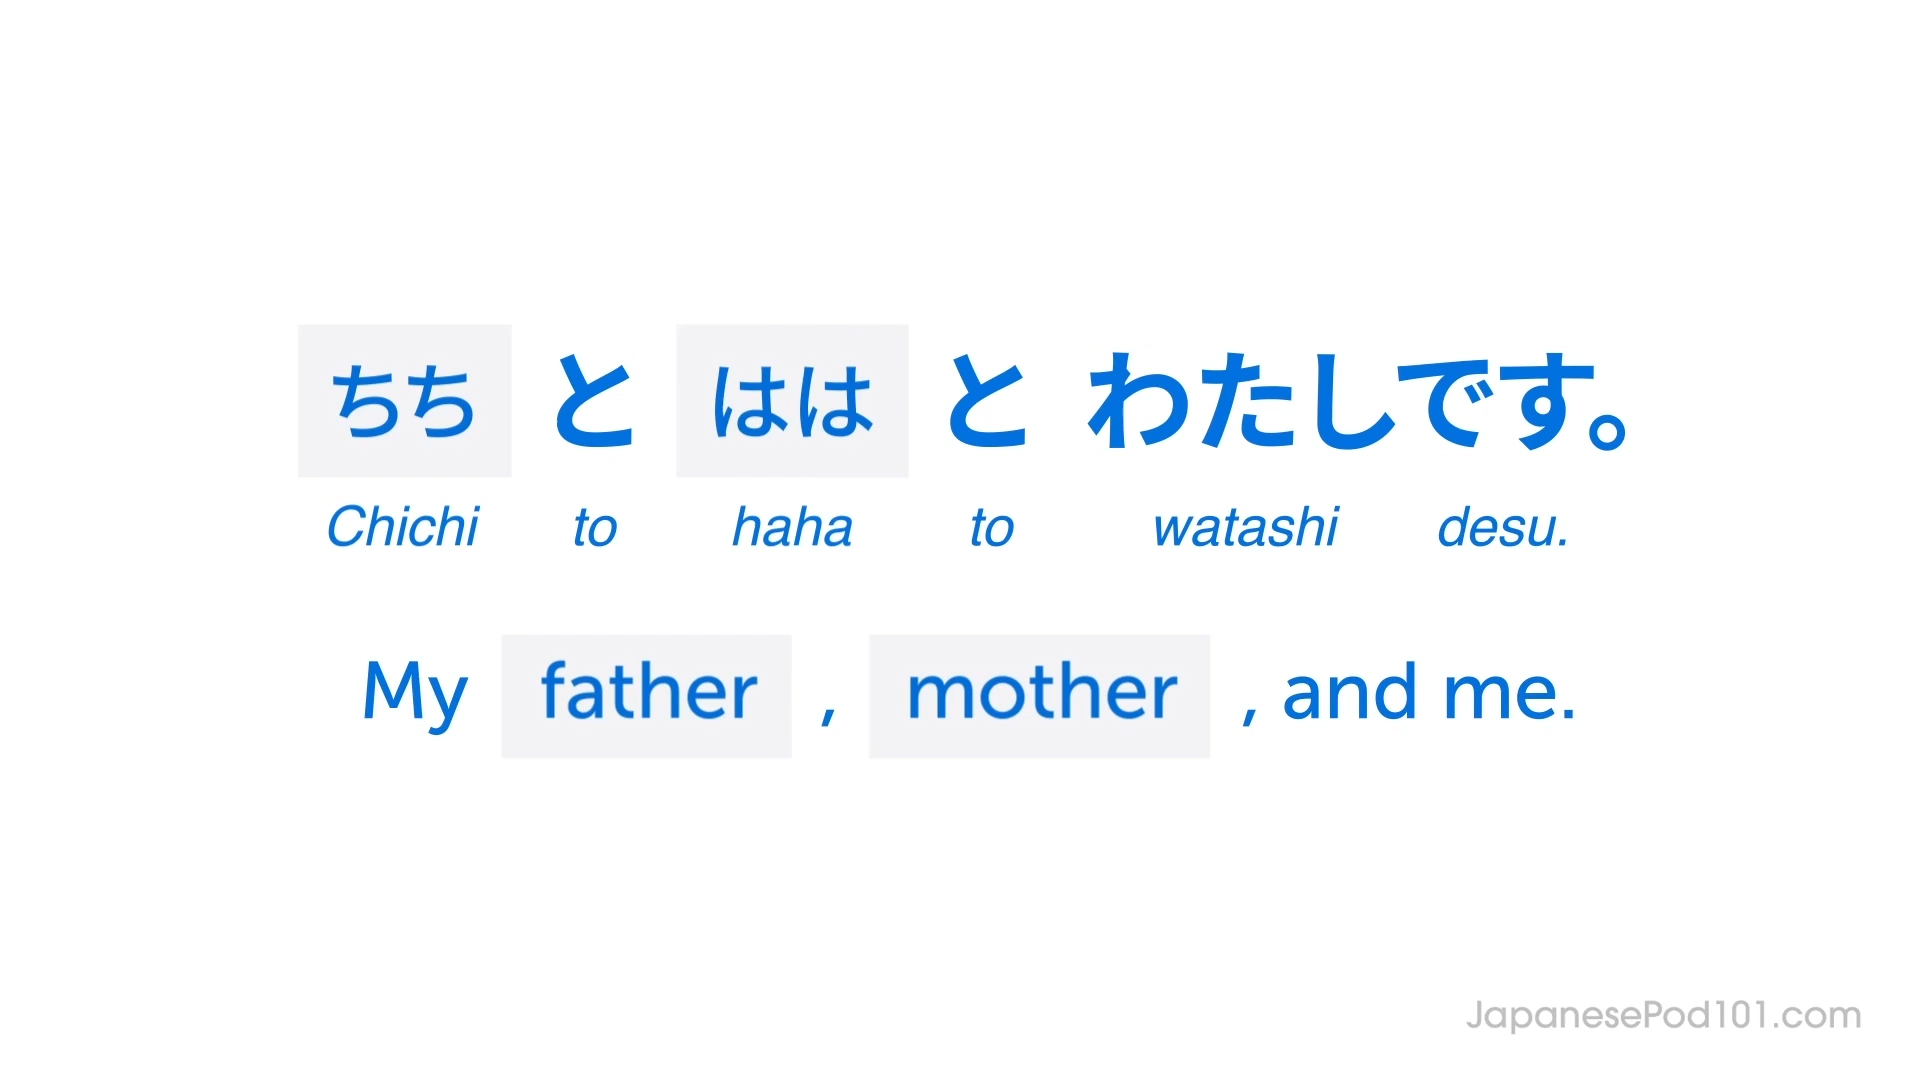 ちち と はは と わたしです。
Chichi to haha to watashi desu.
My father , mother , and me.
JapanesePod101.com